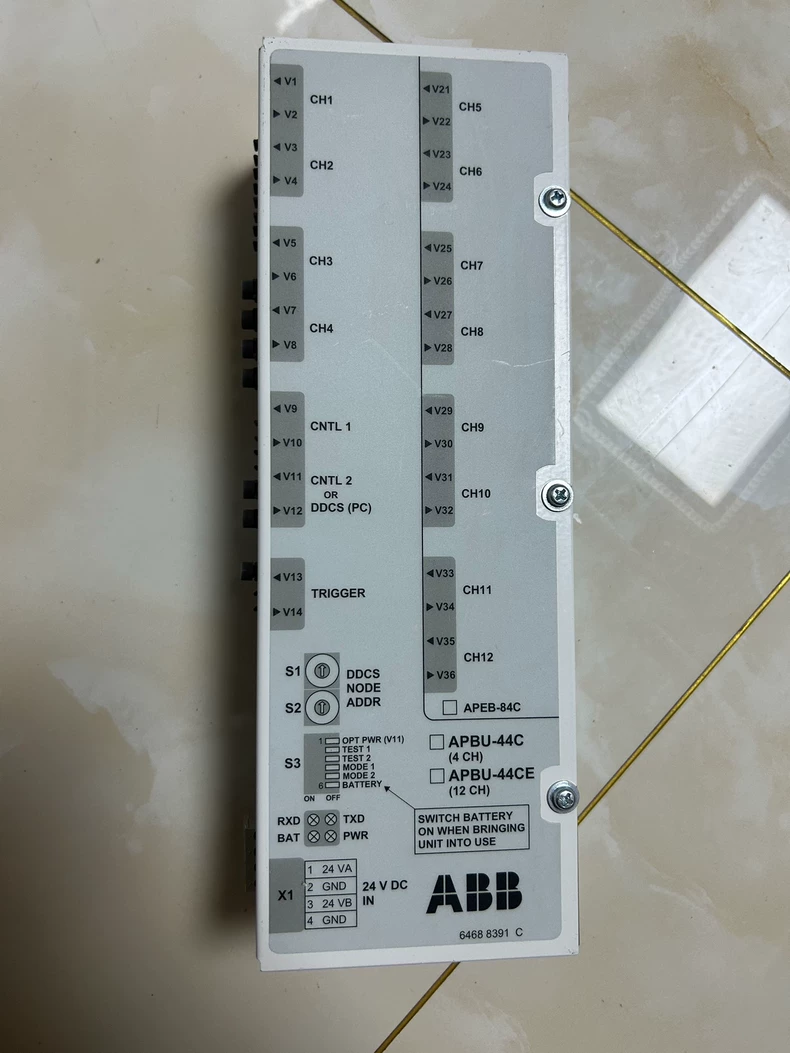 V1
CH1
V2
V3
CH2
V4
V5
CH3
V6
V7
CH4
V8
V9
CNTL 1
V10
V11
CNTL 2
OR
V12
DDCS (PC)
V13
TRIGGER
V14
S1
S2
DDCS
NODE
ADDR
S3
1
OPT PWR (V11)
TEST 1
TEST 2
MODE 1
MODE 2
6
BATTERY
ON OFF
RXD TXD
BAT PWR
X1
1 24 VA
2 GND
3 24 VB
4 GND
24 V DC
IN
V21
CH5
V22
V23
CH6
V24
V25
CH7
V26
V27
CH8
V28
V29
CH9
V30
V31
CH10
V32
V33
CH11
V34
V35
CH12
V36
APEB-84C
APBU-44C
(4 CH)
APBU-44CE
(12 CH)
SWITCH BATTERY
ON WHEN BRINGING
UNIT INTO USE
ABB
6468 8391 C